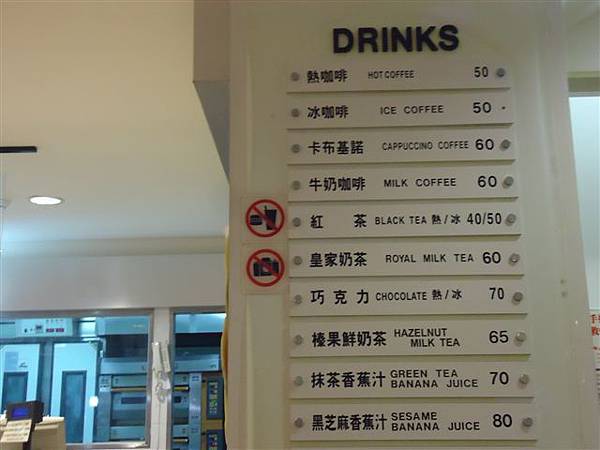 DRINKS
熱咖啡 HOT COFFEE 50
冰咖啡 ICE COFFEE 50
卡布基諾 CAPPUCCINO COFFEE 60
牛奶咖啡 MILK COFFEE 60
紅 茶 BLACK TEA 熱/冰 40/50
皇家奶茶 ROYAL MILK TEA 60
巧克力 CHOCOLATE 熱/冰 70
榛果鮮奶茶 HAZELNUT MILK TEA 65
抹茶香蕉汁 GREEN TEA BANANA JUICE 70
黑芝麻香蕉汁 SESAME BANANA JUICE 80